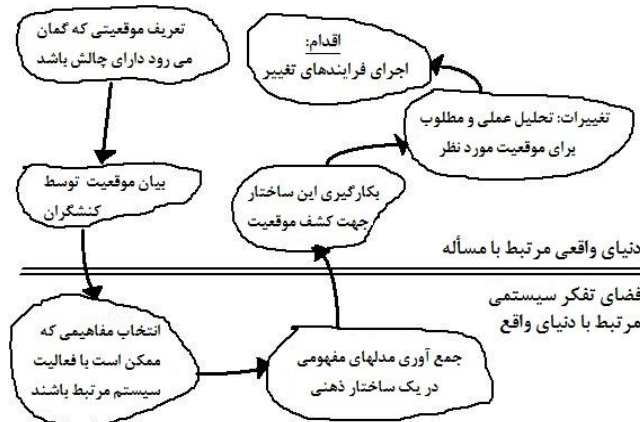 تعریف موقعیتی که گمان
می رود دارای چالش باشد
بیان موقعیت توسط
کنشگران
انتخاب مفاهیمی که
ممکن است با فعالیت
سیستم مرتبط باشند
جمع آوری مدلهای مفهومی
در یک ساختار ذهنی
بکارگیری این ساختار
جهت کشف موقعیت
تغییرات: تحلیل عملی و مطلوب
برای موقعیت مورد نظر
اقدام:
اجرای فرایندهای تغییر
دنیای واقعی مرتبط با مسأله
فضای تفکر سیستمی
مرتبط با دنیای واقع